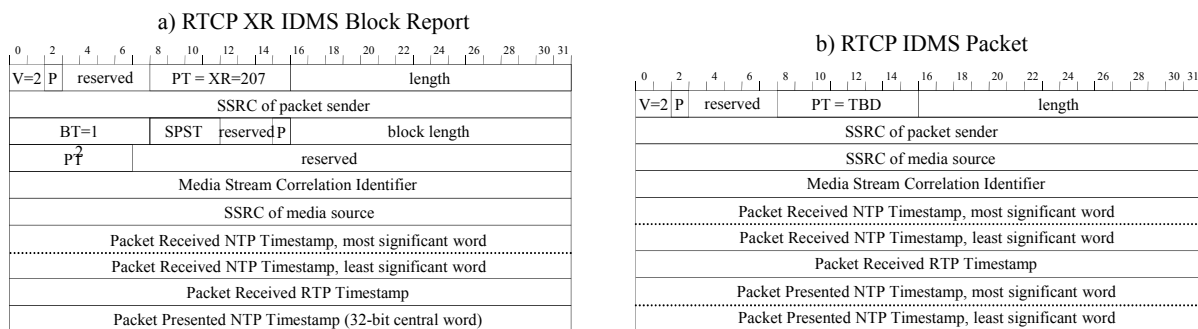 a) RTCP XR IDMS Block Report
0 2 4 6 8 10 12 14 16 18 20 22 24 26 28 30 31
V=2 P reserved PT = XR=207 length
SSRC of packet sender
BT=1 SPST reserved P block length
2
PT reserved
Media Stream Correlation Identifier
SSRC of media source
Packet Received NTP Timestamp, most significant word
Packet Received NTP Timestamp, least significant word
Packet Received RTP Timestamp
Packet Presented NTP Timestamp (32-bit central word)
b) RTCP IDMS Packet
0 2 4 6 8 10 12 14 16 18 20 22 24 26 28 30 31
V=2 P reserved PT = TBD length
SSRC of packet sender
SSRC of media source
Media Stream Correlation Identifier
Packet Received NTP Timestamp, most significant word
Packet Received NTP Timestamp, least significant word
Packet Received RTP Timestamp
Packet Presented NTP Timestamp, most significant word
Packet Presented NTP Timestamp, least significant word